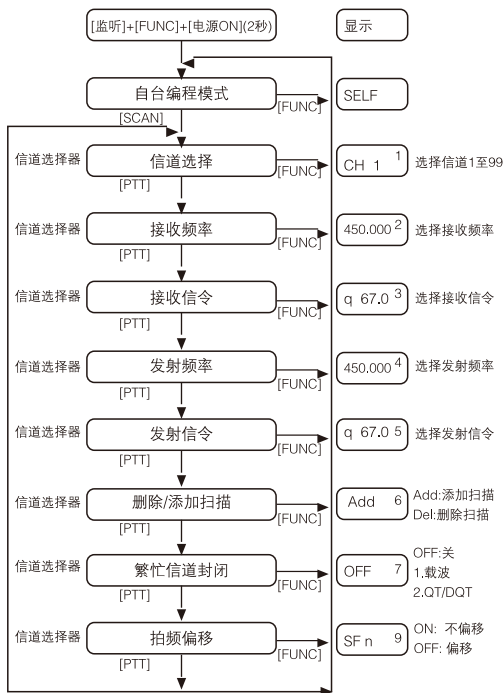 [监听]+[FUNC]+[电源ON](2秒)
显示
自台编程模式
[FUNC]
SELF
[SCAN]
信道选择器
信道选择
[FUNC]
CH 1 1
选择信道1至99
[PTT]
信道选择器
接收频率
[FUNC]
450.000 2
选择接收频率
[PTT]
信道选择器
接收信令
[FUNC]
q 67.0 3
选择接收信令
[PTT]
信道选择器
发射频率
[FUNC]
450.000 4
选择发射频率
[PTT]
信道选择器
发射信令
[FUNC]
q 67.0 5
选择发射信令
[PTT]
信道选择器
删除/添加扫描
[FUNC]
Add 6
Add:添加扫描
Del:删除扫描
[PTT]
信道选择器
繁忙信道封闭
[FUNC]
OFF 7
OFF:关
1.载波
2.QT/DQT
[PTT]
信道选择器
拍频偏移
[FUNC]
SF n 9
ON: 不偏移
OFF: 偏移
[PTT]